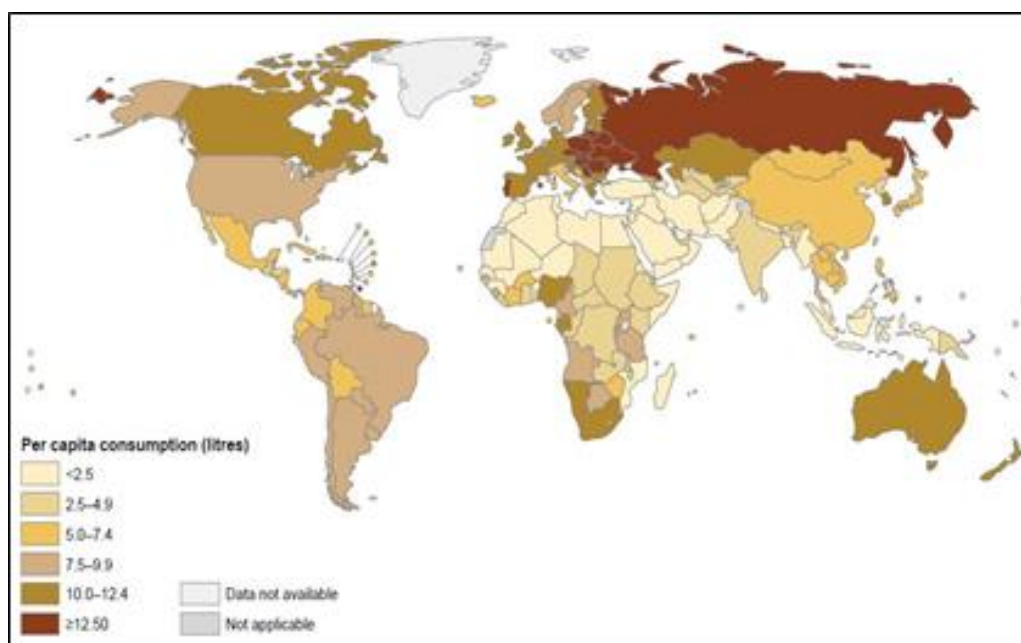 Per capita consumption (litres)
<2.5
2.5–4.9
5.0–7.4
7.5–9.9
10.0–12.4
≥12.50
Data not available
Not applicable